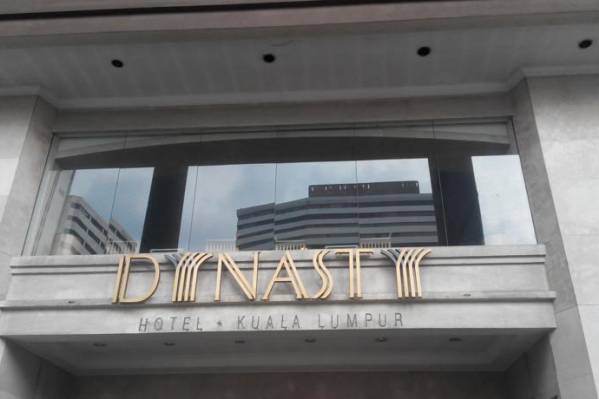 DYNASTY
HOTEL • KUALA LUMPUR